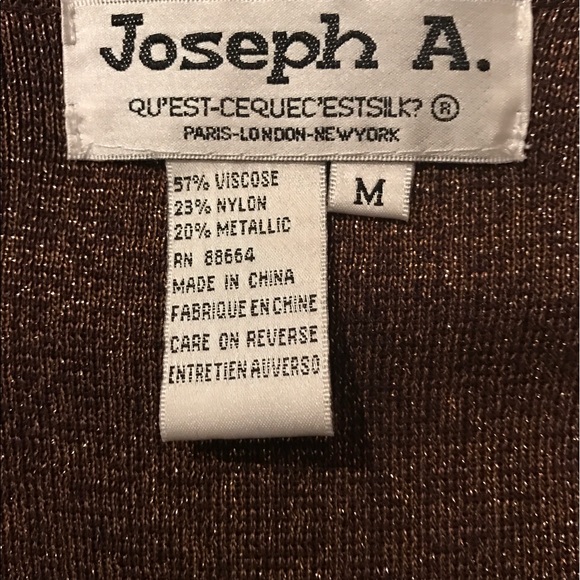 Joseph A.
QU'EST-CEQUEC'ESTSILK? ®
PARIS-LONDON-NEWYORK
57% VISCOSE
23% NYLON
20% METALLIC
RN 88664
MADE IN CHINA
FABRIQUE EN CHINE
CARE ON REVERSE
ENTRETIEN AUVERSO
M